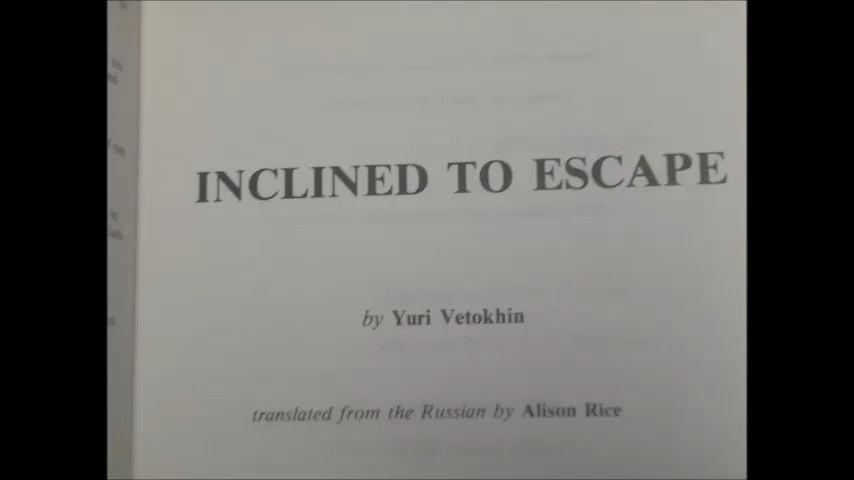 INCLINED TO ESCAPE
by Yuri Vetokhin
translated from the Russian by Alison Rice